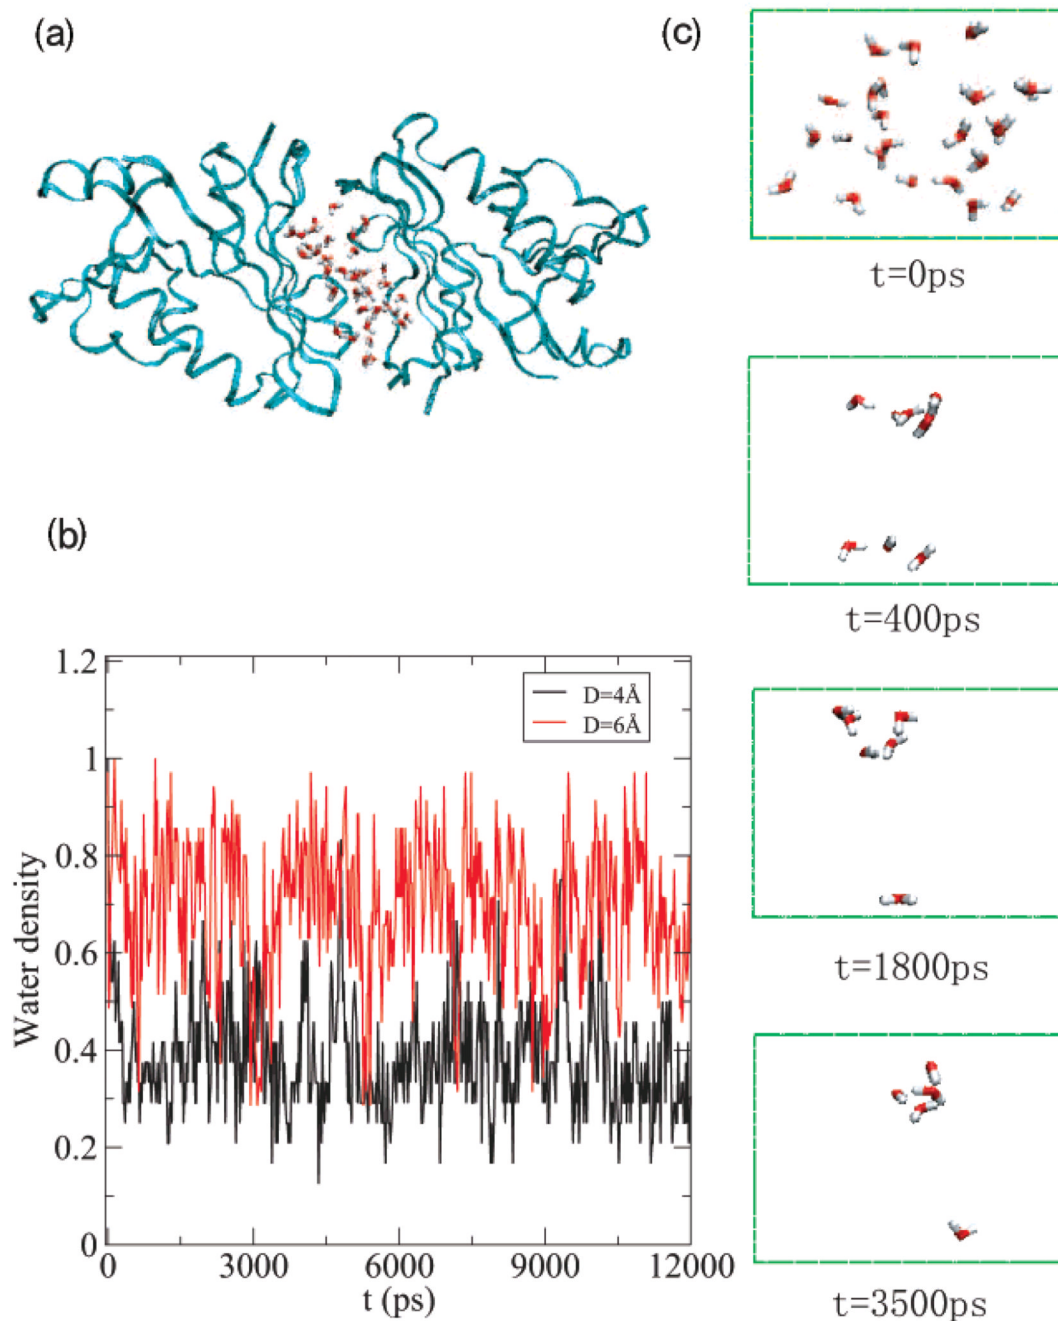 (a)
(c)
t=0ps
t=400ps
(b)
1.2
D=4Å
D=6Å
1
0.8
0.6
0.4
0.2
0
Water density
0 3000 6000 9000 12000
t (ps)
t=1800ps
t=3500ps